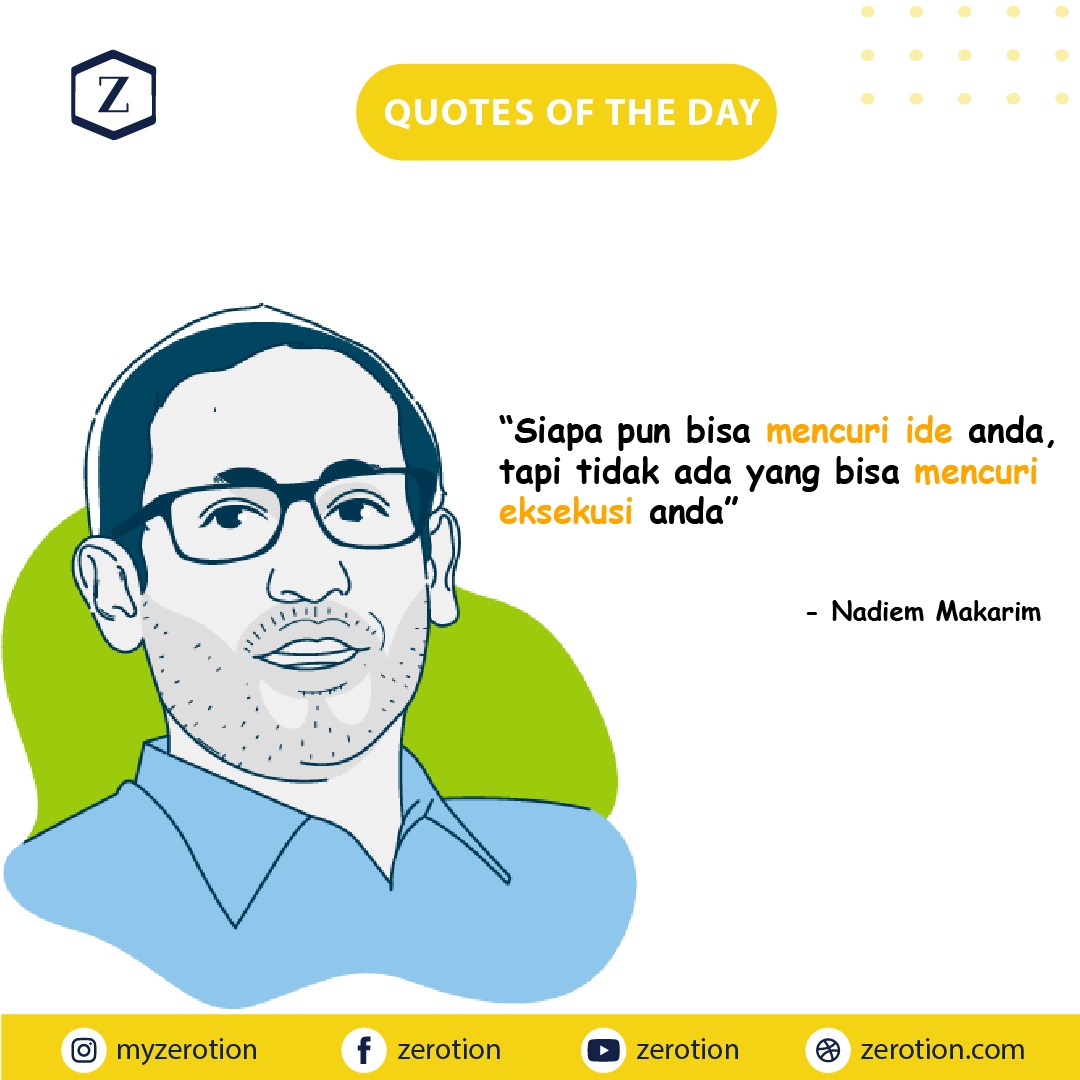 Z
QUOTES OF THE DAY
“Siapa pun bisa mencuri ide anda,
tapi tidak ada yang bisa mencuri
eksekusi anda”
- Nadiem Makarim
myzerotion
zerotion
zerotion
zerotion.com